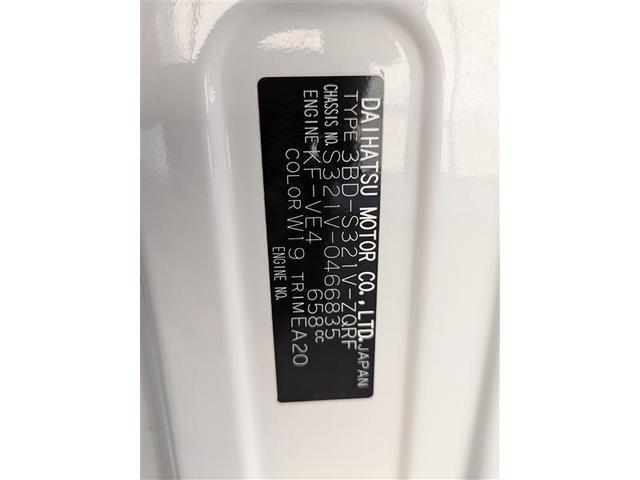 DAIHATSU MOTOR CO.,LTD. JAPAN
TYPE 3BD-S321V-ZQRF
CHASSIS NO. S321V-0466835
ENGINE KF-VE4 658cc
COLOR W19 TRIM EA20
ENGINE NO.